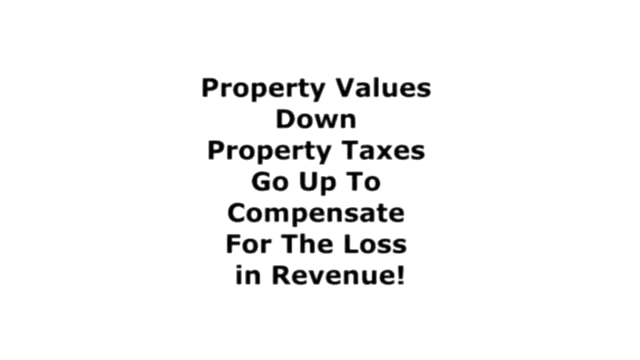 Property Values
Down
Property Taxes
Go Up To
Compensate
For The Loss
in Revenue!